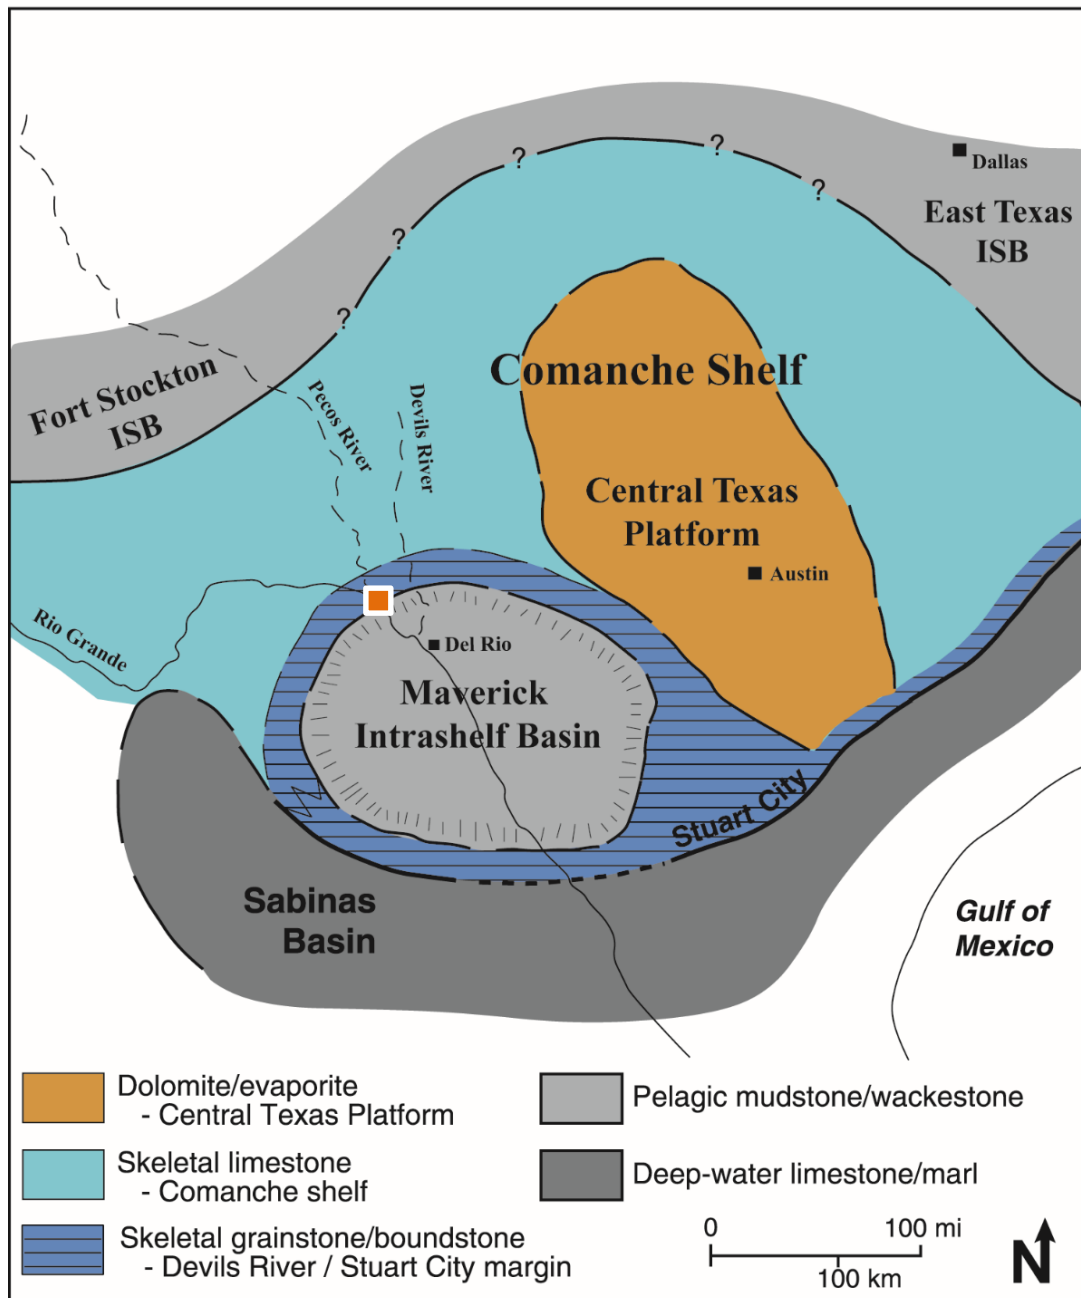 ?
?
?
?
?
Dallas
East Texas
ISB
Fort Stockton
ISB
Pecos River
Devils River
Comanche Shelf
Central Texas
Platform
Austin
Rio Grande
Del Rio
Maverick
Intrashelf Basin
Stuart City
Sabinas
Basin
Gulf of
Mexico
Dolomite/evaporite
- Central Texas Platform
Skeletal limestone
- Comanche shelf
Skeletal grainstone/boundstone
- Devils River / Stuart City margin
Pelagic mudstone/wackestone
Deep-water limestone/marl
0 100 mi
100 km
N